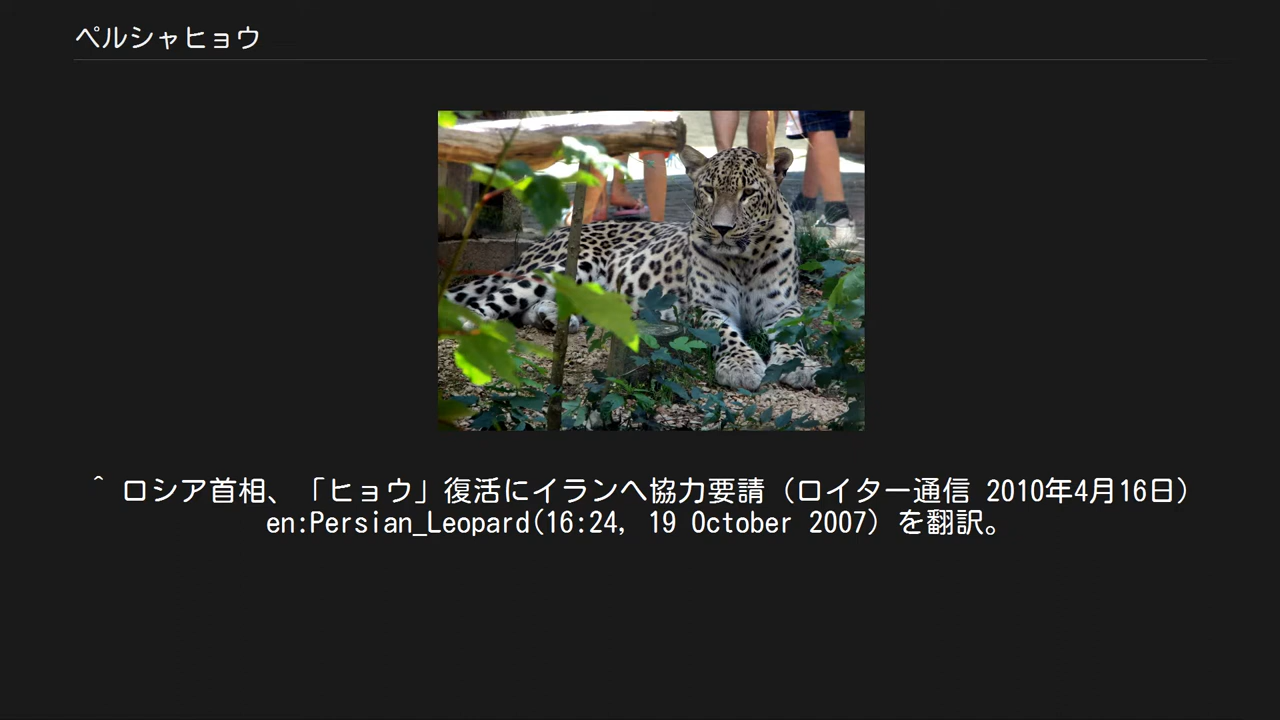 ペルシャヒョウ
^ ロシア首相、「ヒョウ」復活にイランへ協力要請（ロイター通信 2010年4月16日）
en:Persian_Leopard(16:24, 19 October 2007) を翻訳。